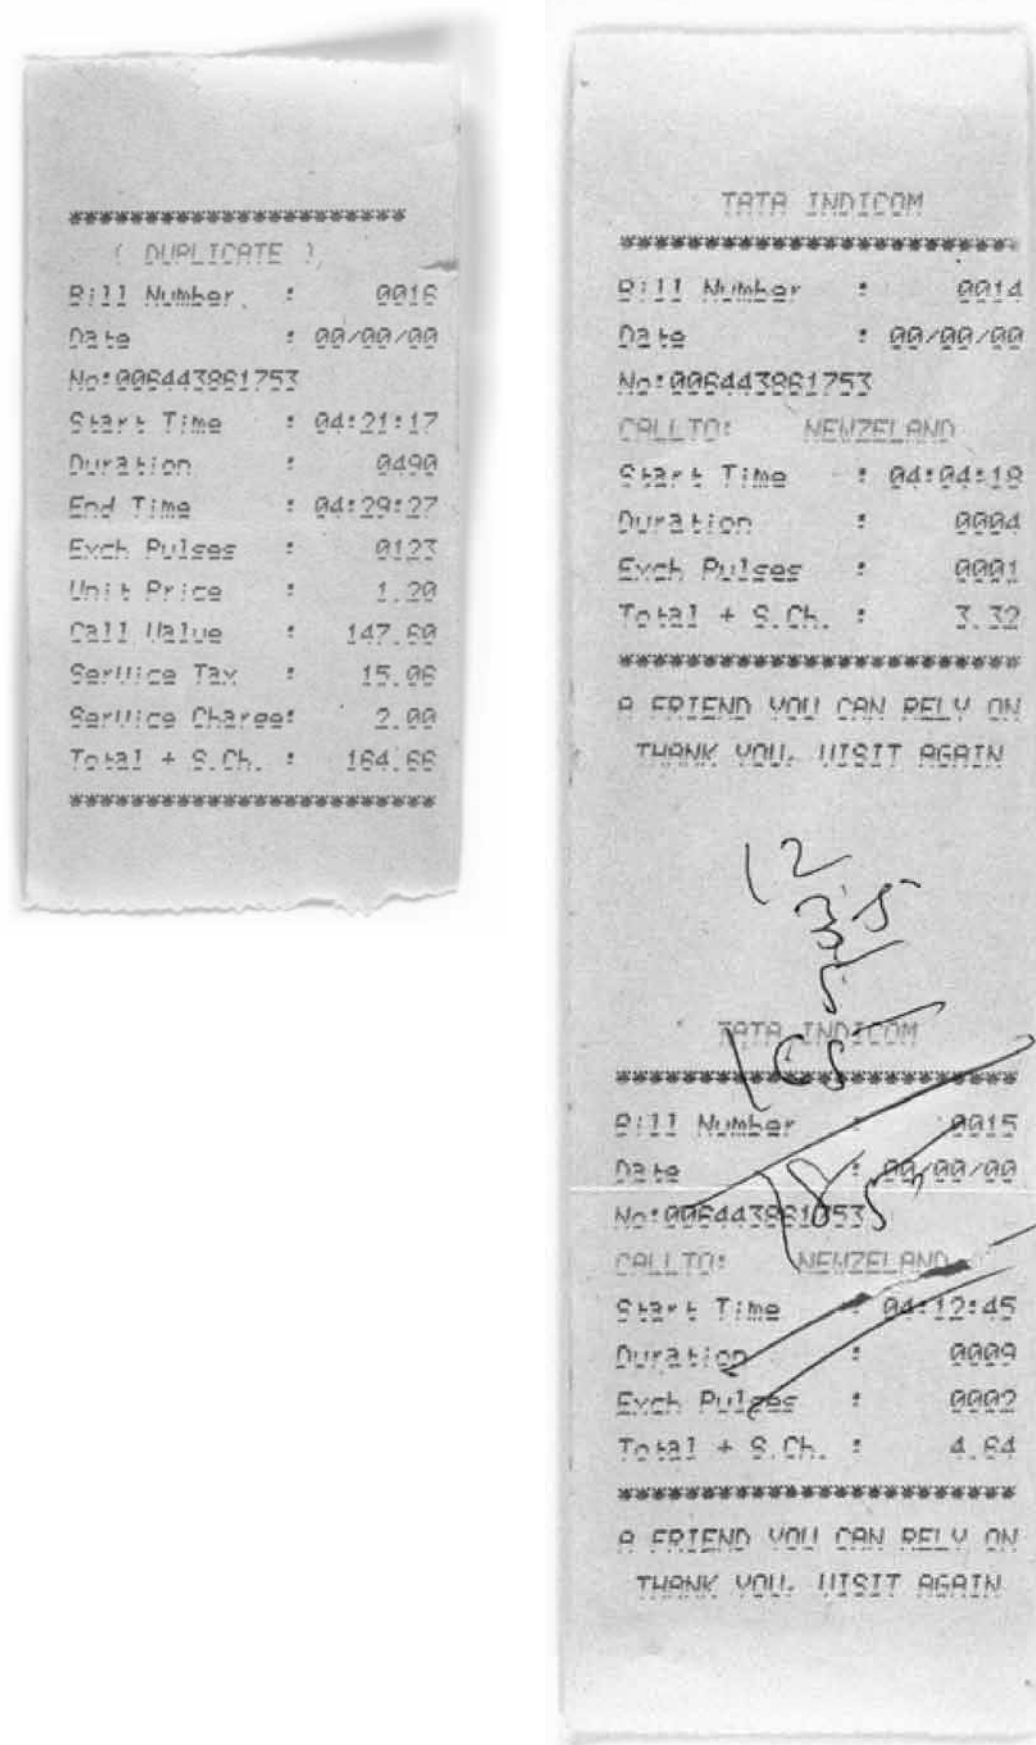 ***********************
( DUPLICATE )
Bill Number : 0016
Date : 00/00/00
No:006443861753
Start Time : 04:21:17
Duration : 0490
End Time : 04:29:27
Exch Pulses : 0123
Unit Price : 1.20
Call Value : 147.60
Service Tax : 15.06
Service Charge: 2.00
Total + S.Ch. : 164.66
************************
TATA INDICOM
************************
Bill Number : 0014
Date : 00/00/00
No:006443861753
CALLTO: NEWZELAND
Start Time : 04:04:18
Duration : 0004
Exch Pulses : 0001
Total + S.Ch. : 3.32
************************
A FRIEND YOU CAN RELY ON
THANK YOU, VISIT AGAIN
12
TATA INDICOM
************************
Bill Number : 0015
Date : 00/00/00
No:006443861753
CALLTO: NEWZELAND
Start Time : 04:12:45
Duration : 0009
Exch Pulses : 0002
Total + S.Ch. : 4.64
************************
A FRIEND YOU CAN RELY ON
THANK YOU, VISIT AGAIN